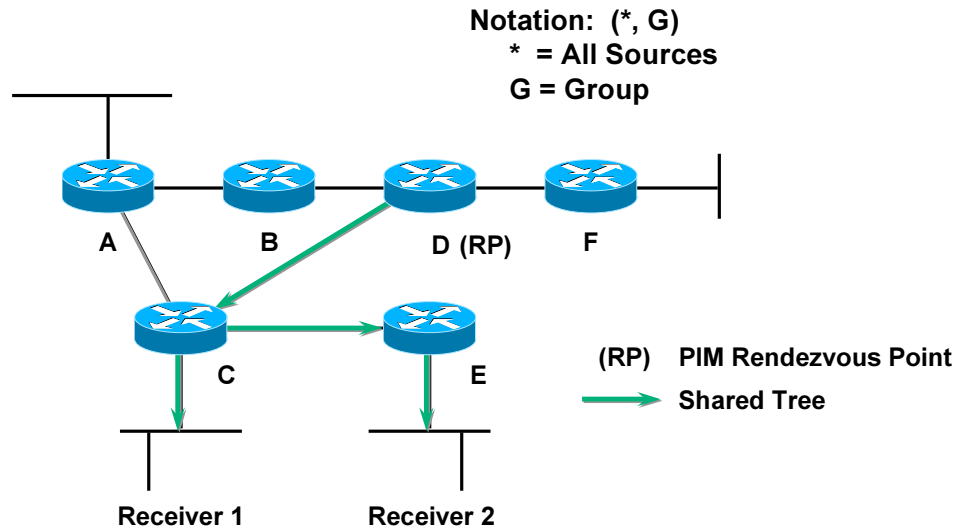 Notation: (*, G)
* = All Sources
G = Group
A
B
D (RP)
F
C
E
(RP) PIM Rendezvous Point
Shared Tree
Receiver 1
Receiver 2